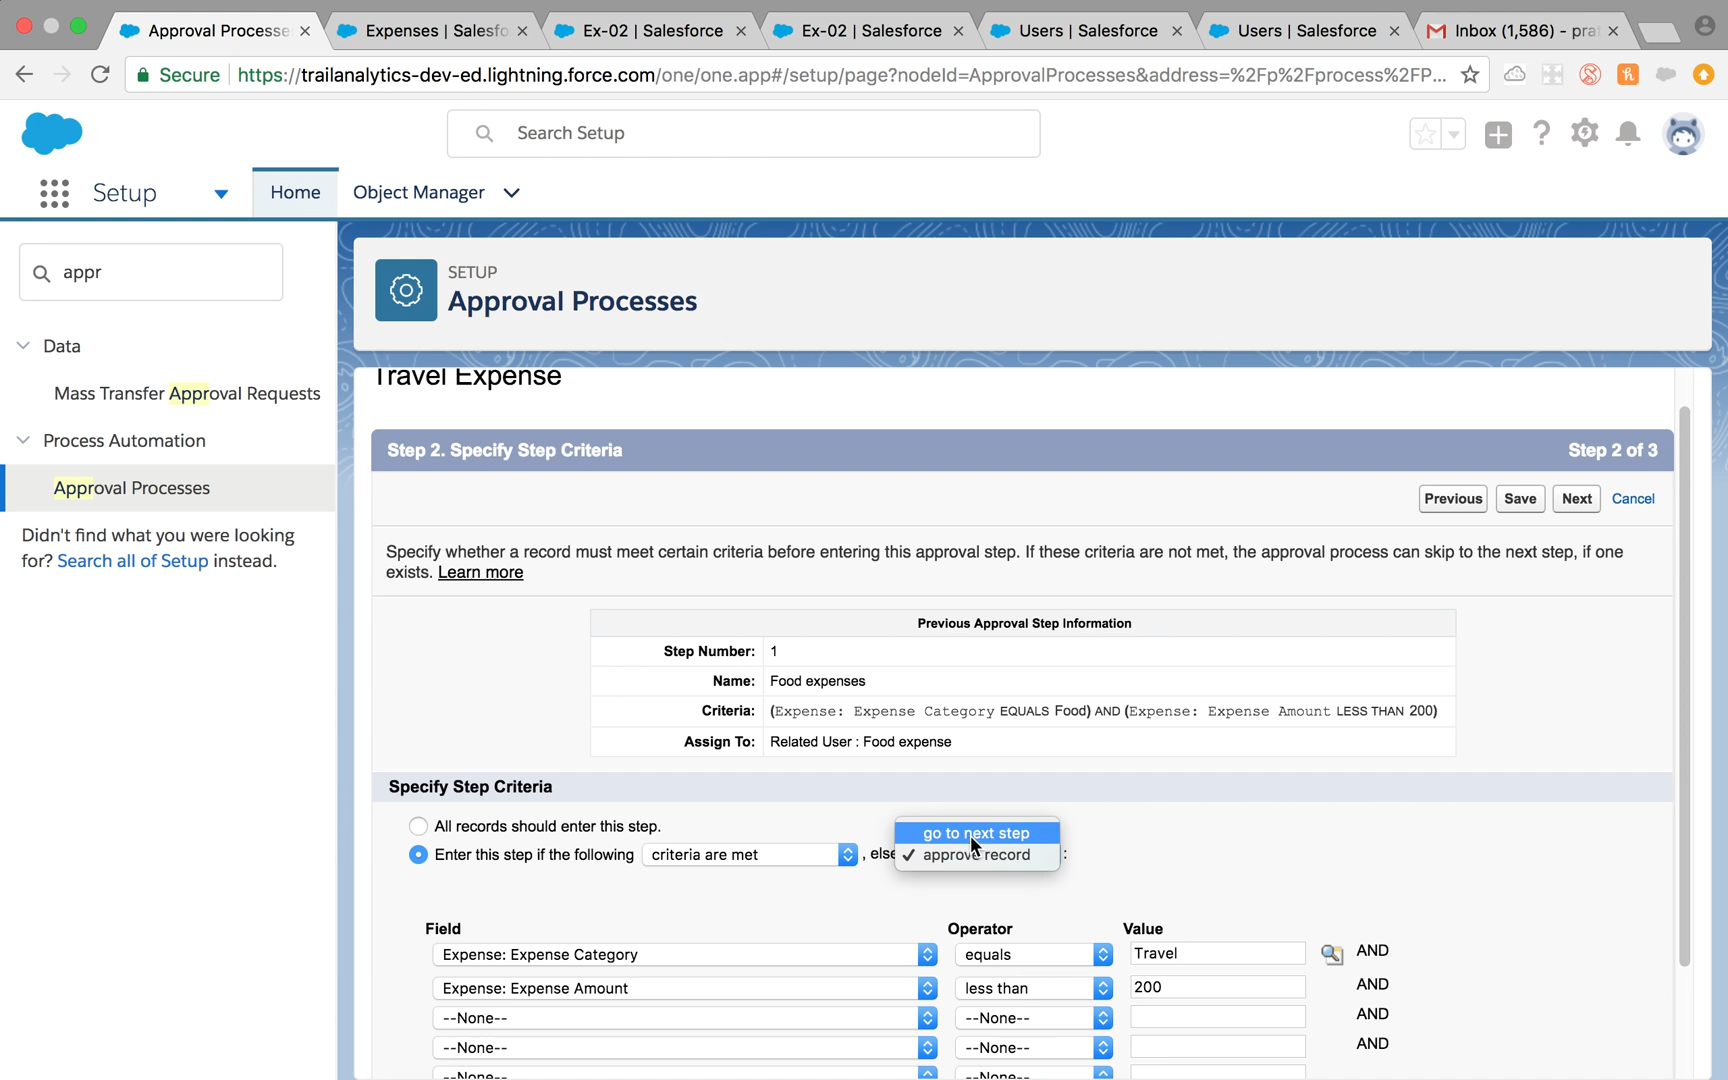 Approval Processe
Expenses | Salesfo
Ex-02 | Salesforce
Ex-02 | Salesforce
Users | Salesforce
Users | Salesforce
Inbox (1,586) - pra
Secure
https://trailanalytics-dev-ed.lightning.force.com/one/one.app#/setup/page?nodeId=ApprovalProcesses&address=%2Fp%2Fprocess%2FP...
Search Setup
Setup
Home
Object Manager
appr
Data
Mass Transfer Approval Requests
Process Automation
Approval Processes
Didn't find what you were looking
for? Search all of Setup instead.
SETUP
Approval Processes
Travel Expense
Step 2. Specify Step Criteria
Step 2 of 3
Previous
Save
Next
Cancel
Specify whether a record must meet certain criteria before entering this approval step. If these criteria are not met, the approval process can skip to the next step, if one
exists. Learn more
Previous Approval Step Information
Step Number: 1
Name: Food expenses
Criteria: (Expense: Expense Category EQUALS Food) AND (Expense: Expense Amount LESS THAN 200)
Assign To: Related User : Food expense
Specify Step Criteria
All records should enter this step.
go to next step
Enter this step if the following criteria are met , else approve record :
Field Operator Value
Expense: Expense Category equals Travel AND
Expense: Expense Amount less than 200 AND
--None-- --None-- AND
--None-- --None-- AND
--None-- --None--